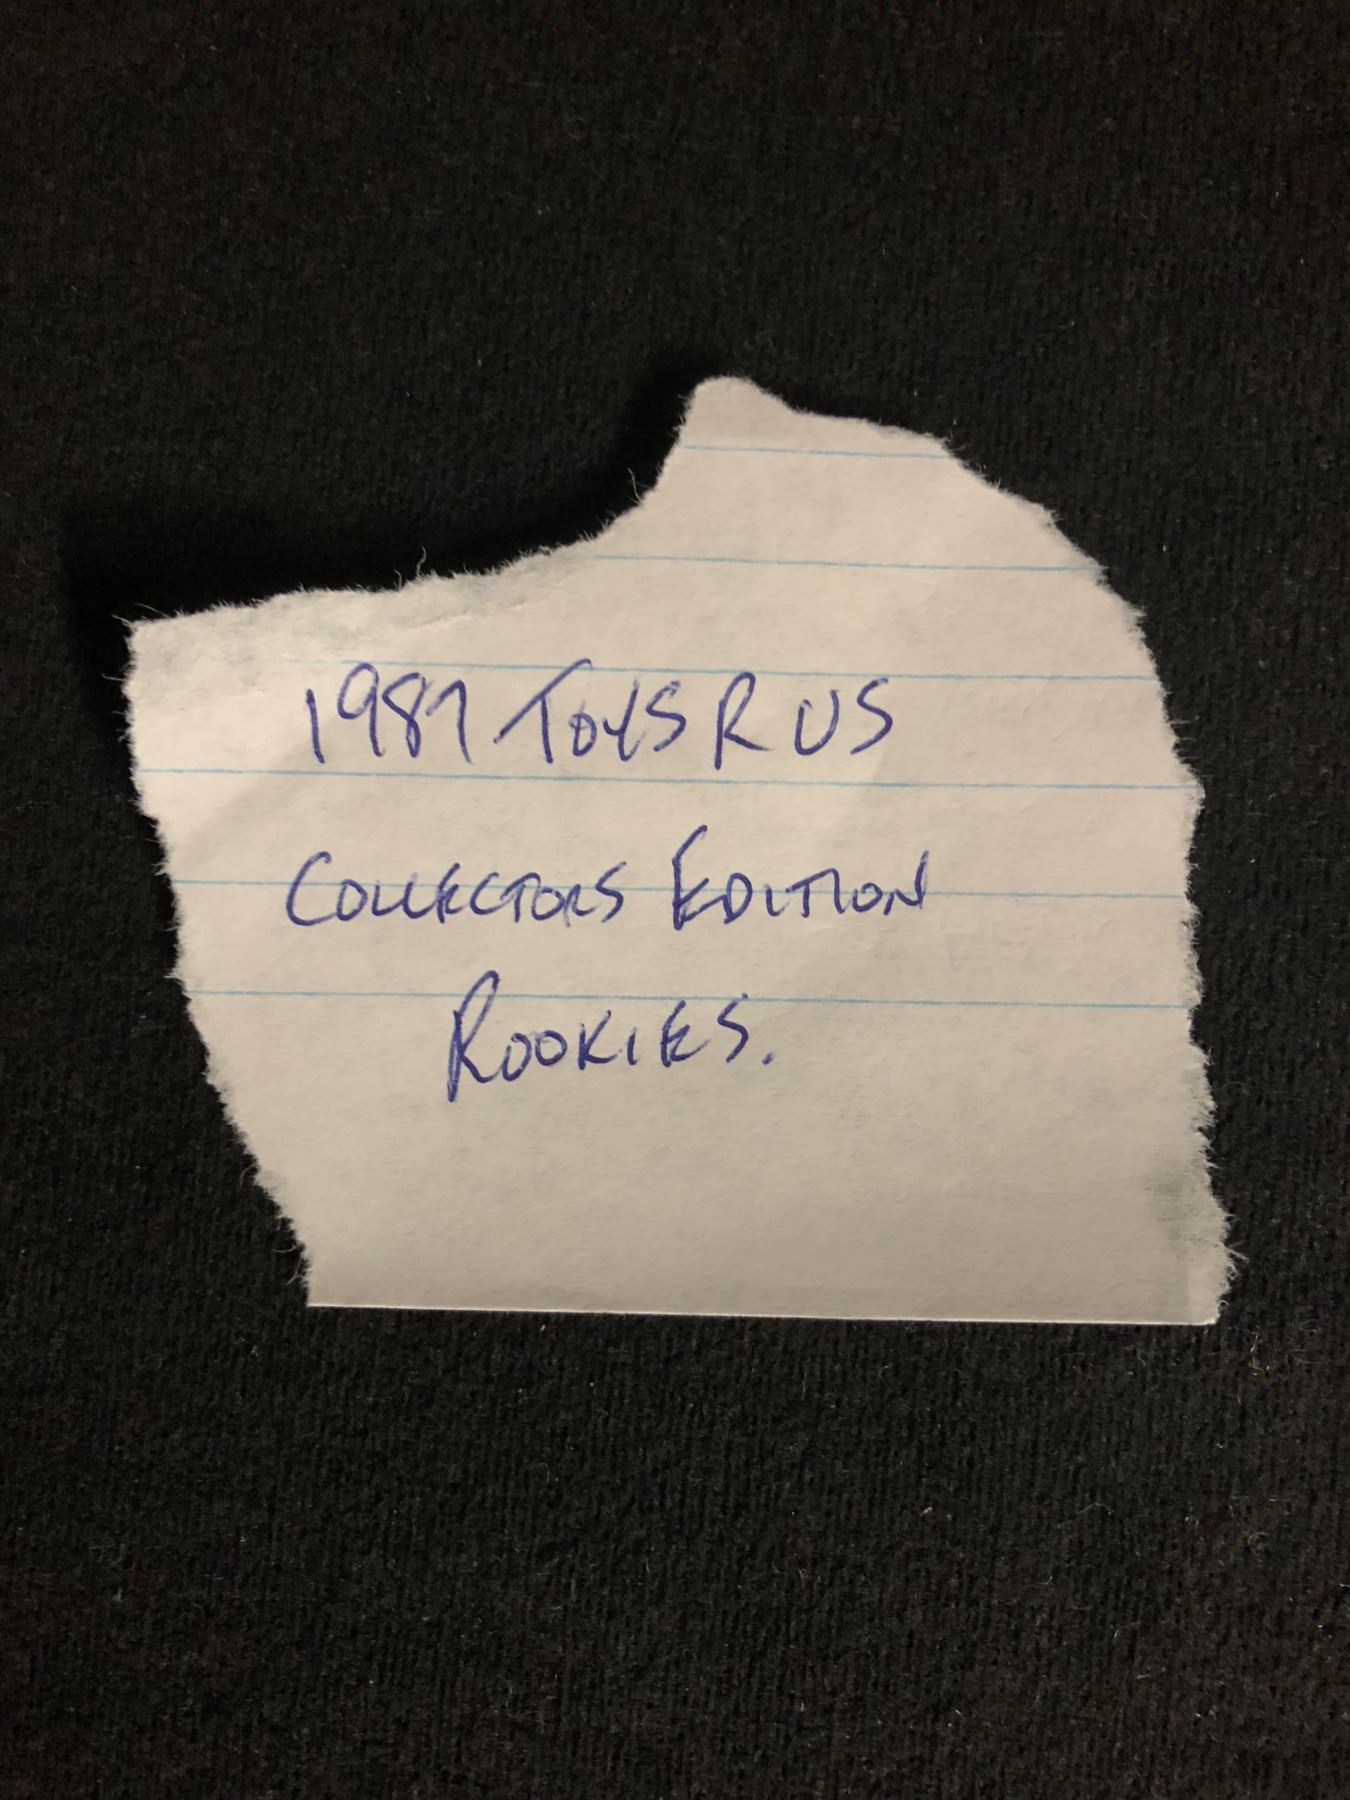 1987 TOYS R US
COLLECTORS EDITION
ROOKIES.